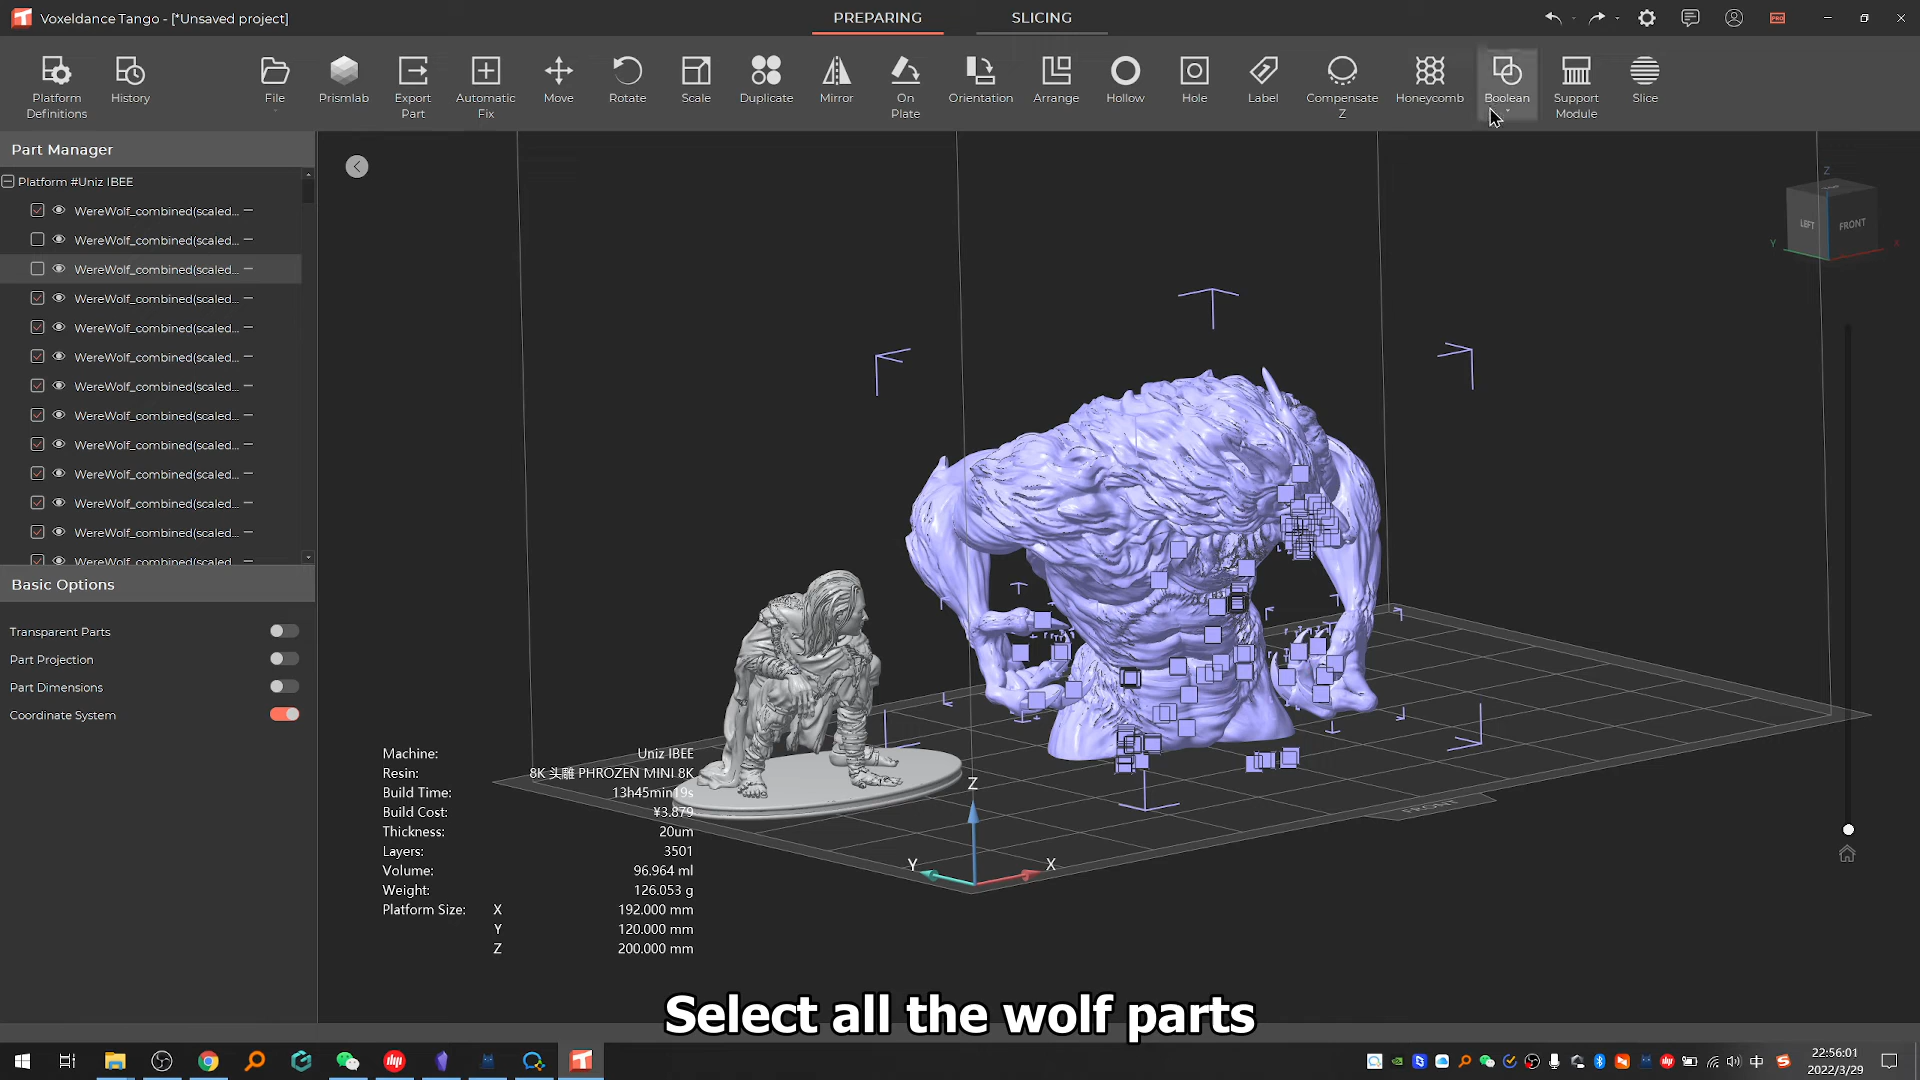 Voxeldance Tango - [*Unsaved project]
PREPARING
SLICING
PRO
Platform Definitions
History
File
Prismlab
Export Part
Automatic Fix
Move
Rotate
Scale
Duplicate
Mirror
On Plate
Orientation
Arrange
Hollow
Hole
Label
Compensate Z
Honeycomb
Boolean
Support Module
Slice
Part Manager
Platform #Uniz IBEE
WereWolf_combined(scaled...
WereWolf_combined(scaled...
WereWolf_combined(scaled...
WereWolf_combined(scaled...
WereWolf_combined(scaled...
WereWolf_combined(scaled...
WereWolf_combined(scaled...
WereWolf_combined(scaled...
WereWolf_combined(scaled...
WereWolf_combined(scaled...
WereWolf_combined(scaled...
WereWolf_combined(scaled...
WereWolf_combined(scaled...
Z
LEFT
FRONT
Y
X
Basic Options
Transparent Parts
Part Projection
Part Dimensions
Coordinate System
Machine: Uniz IBEE
Resin: 8K 头雕 PHROZEN MINI 8K
Build Time: 13h45min19s
Build Cost: ¥3.879
Thickness: 20um
Layers: 3501
Volume: 96.964 ml
Weight: 126.053 g
Platform Size: X 192.000 mm
Y 120.000 mm
Z 200.000 mm
Z
Y
X
FRONT
Select all the wolf parts
中
22:56:01
2022/3/29